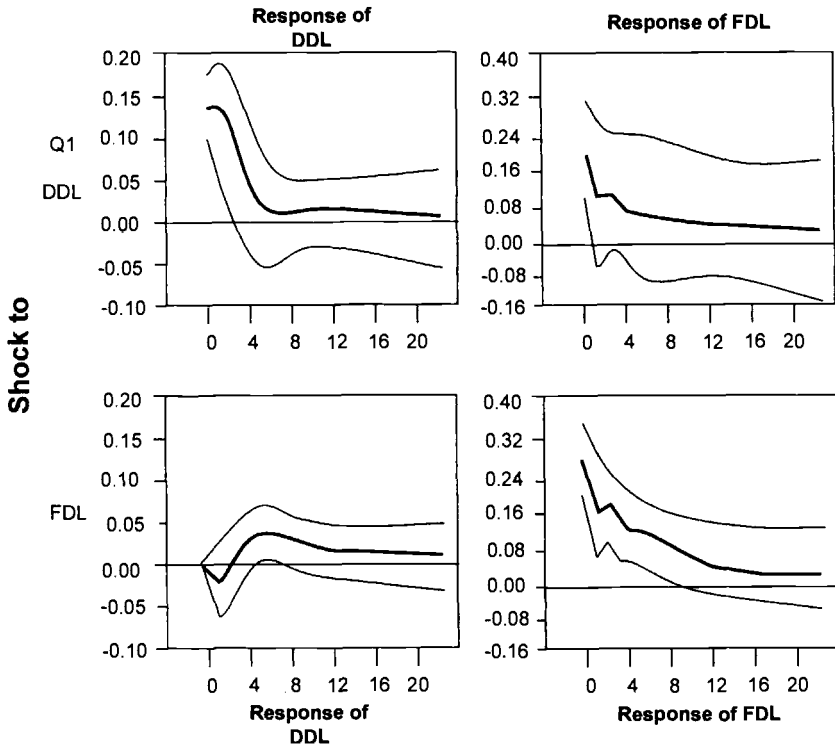 Response of
DDL
Response of FDL
Shock to
Q1
DDL
0.20
0.15
0.10
0.05
0.00
-0.05
-0.10
0 4 8 12 16 20
0.40
0.32
0.24
0.16
0.08
0.00
-0.08
-0.16
0 4 8 12 16 20
FDL
0.20
0.15
0.10
0.05
0.00
-0.05
-0.10
0 4 8 12 16 20
Response of
DDL
0.40
0.32
0.24
0.16
0.08
0.00
-0.08
-0.16
0 4 8 12 16 20
Response of FDL